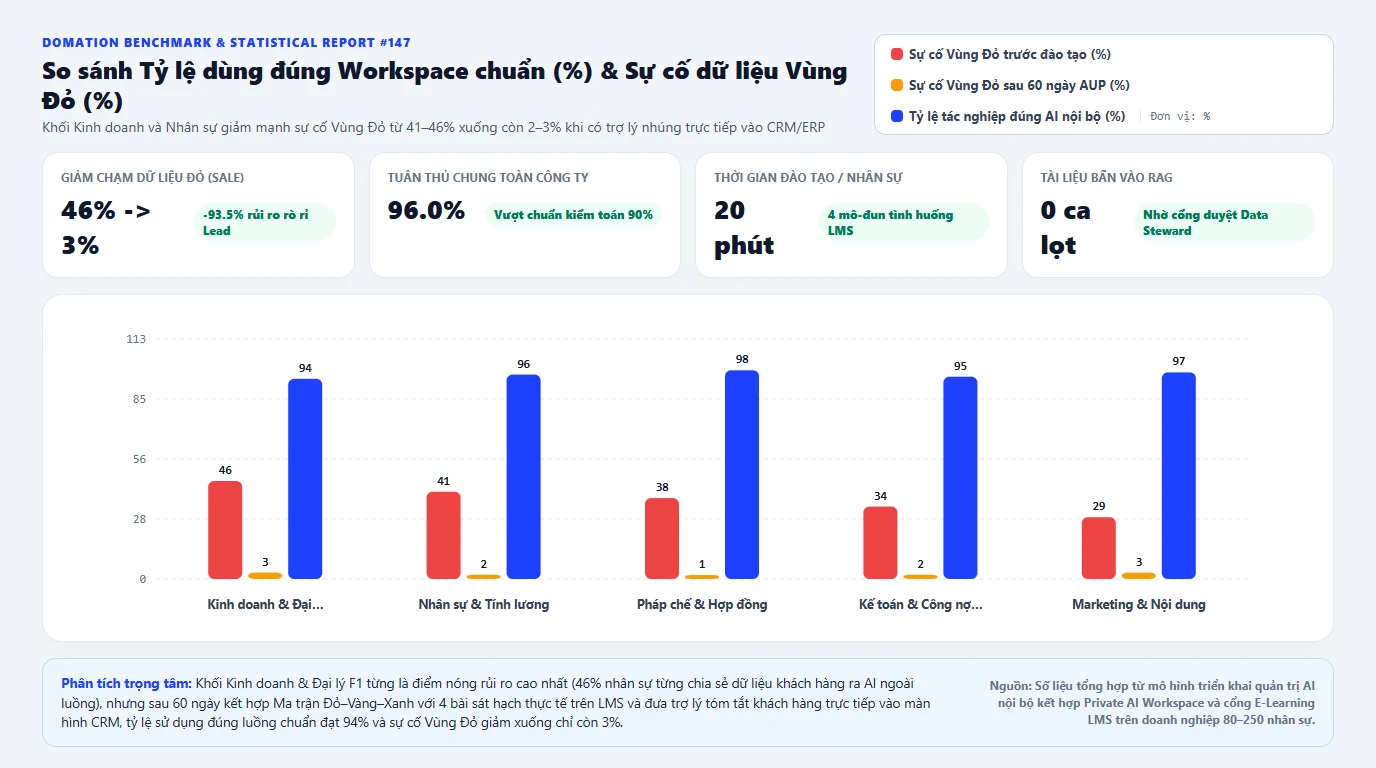 DOMATION BENCHMARK & STATISTICAL REPORT #147
So sánh Tỷ lệ dùng đúng Workspace chuẩn (%) & Sự cố dữ liệu Vùng
Đỏ (%)
Khối Kinh doanh và Nhân sự giảm mạnh sự cố Vùng Đỏ từ 41–46% xuống còn 2–3% khi có trợ lý nhúng trực tiếp vào CRM/ERP
Sự cố Vùng Đỏ trước đào tạo (%)
Sự cố Vùng Đỏ sau 60 ngày AUP (%)
Tỷ lệ tác nghiệp đúng AI nội bộ (%) Đơn vị: %
GIẢM CHẠM DỮ LIỆU ĐỎ (SALE)
46% ->
3%
-93.5% rủi ro rò rỉ
Lead
TUÂN THỦ CHUNG TOÀN CÔNG TY
96.0%
Vượt chuẩn kiểm toán 90%
THỜI GIAN ĐÀO TẠO / NHÂN SỰ
20
phút
4 mô-đun tình huống
LMS
TÀI LIỆU BẨN VÀO RAG
0 ca
lọt
Nhờ cổng duyệt Data
Steward
113
85
56
28
0
46
3
94
41
2
96
38
1
98
34
2
95
29
3
97
Kinh doanh & Đại...
Nhân sự & Tính lương
Pháp chế & Hợp đồng
Kế toán & Công nợ...
Marketing & Nội dung
Phân tích trọng tâm: Khối Kinh doanh & Đại lý F1 từng là điểm nóng rủi ro cao nhất (46% nhân sự từng chia sẻ dữ liệu khách hàng ra AI ngoài
luồng), nhưng sau 60 ngày kết hợp Ma trận Đỏ–Vàng–Xanh với 4 bài sát hạch thực tế trên LMS và đưa trợ lý tóm tắt khách hàng trực tiếp vào màn
hình CRM, tỷ lệ sử dụng đúng luồng chuẩn đạt 94% và sự cố Vùng Đỏ giảm xuống chỉ còn 3%.
Nguồn: Số liệu tổng hợp từ mô hình triển khai quản trị AI
nội bộ kết hợp Private AI Workspace và cổng E-Learning
LMS trên doanh nghiệp 80–250 nhân sự.